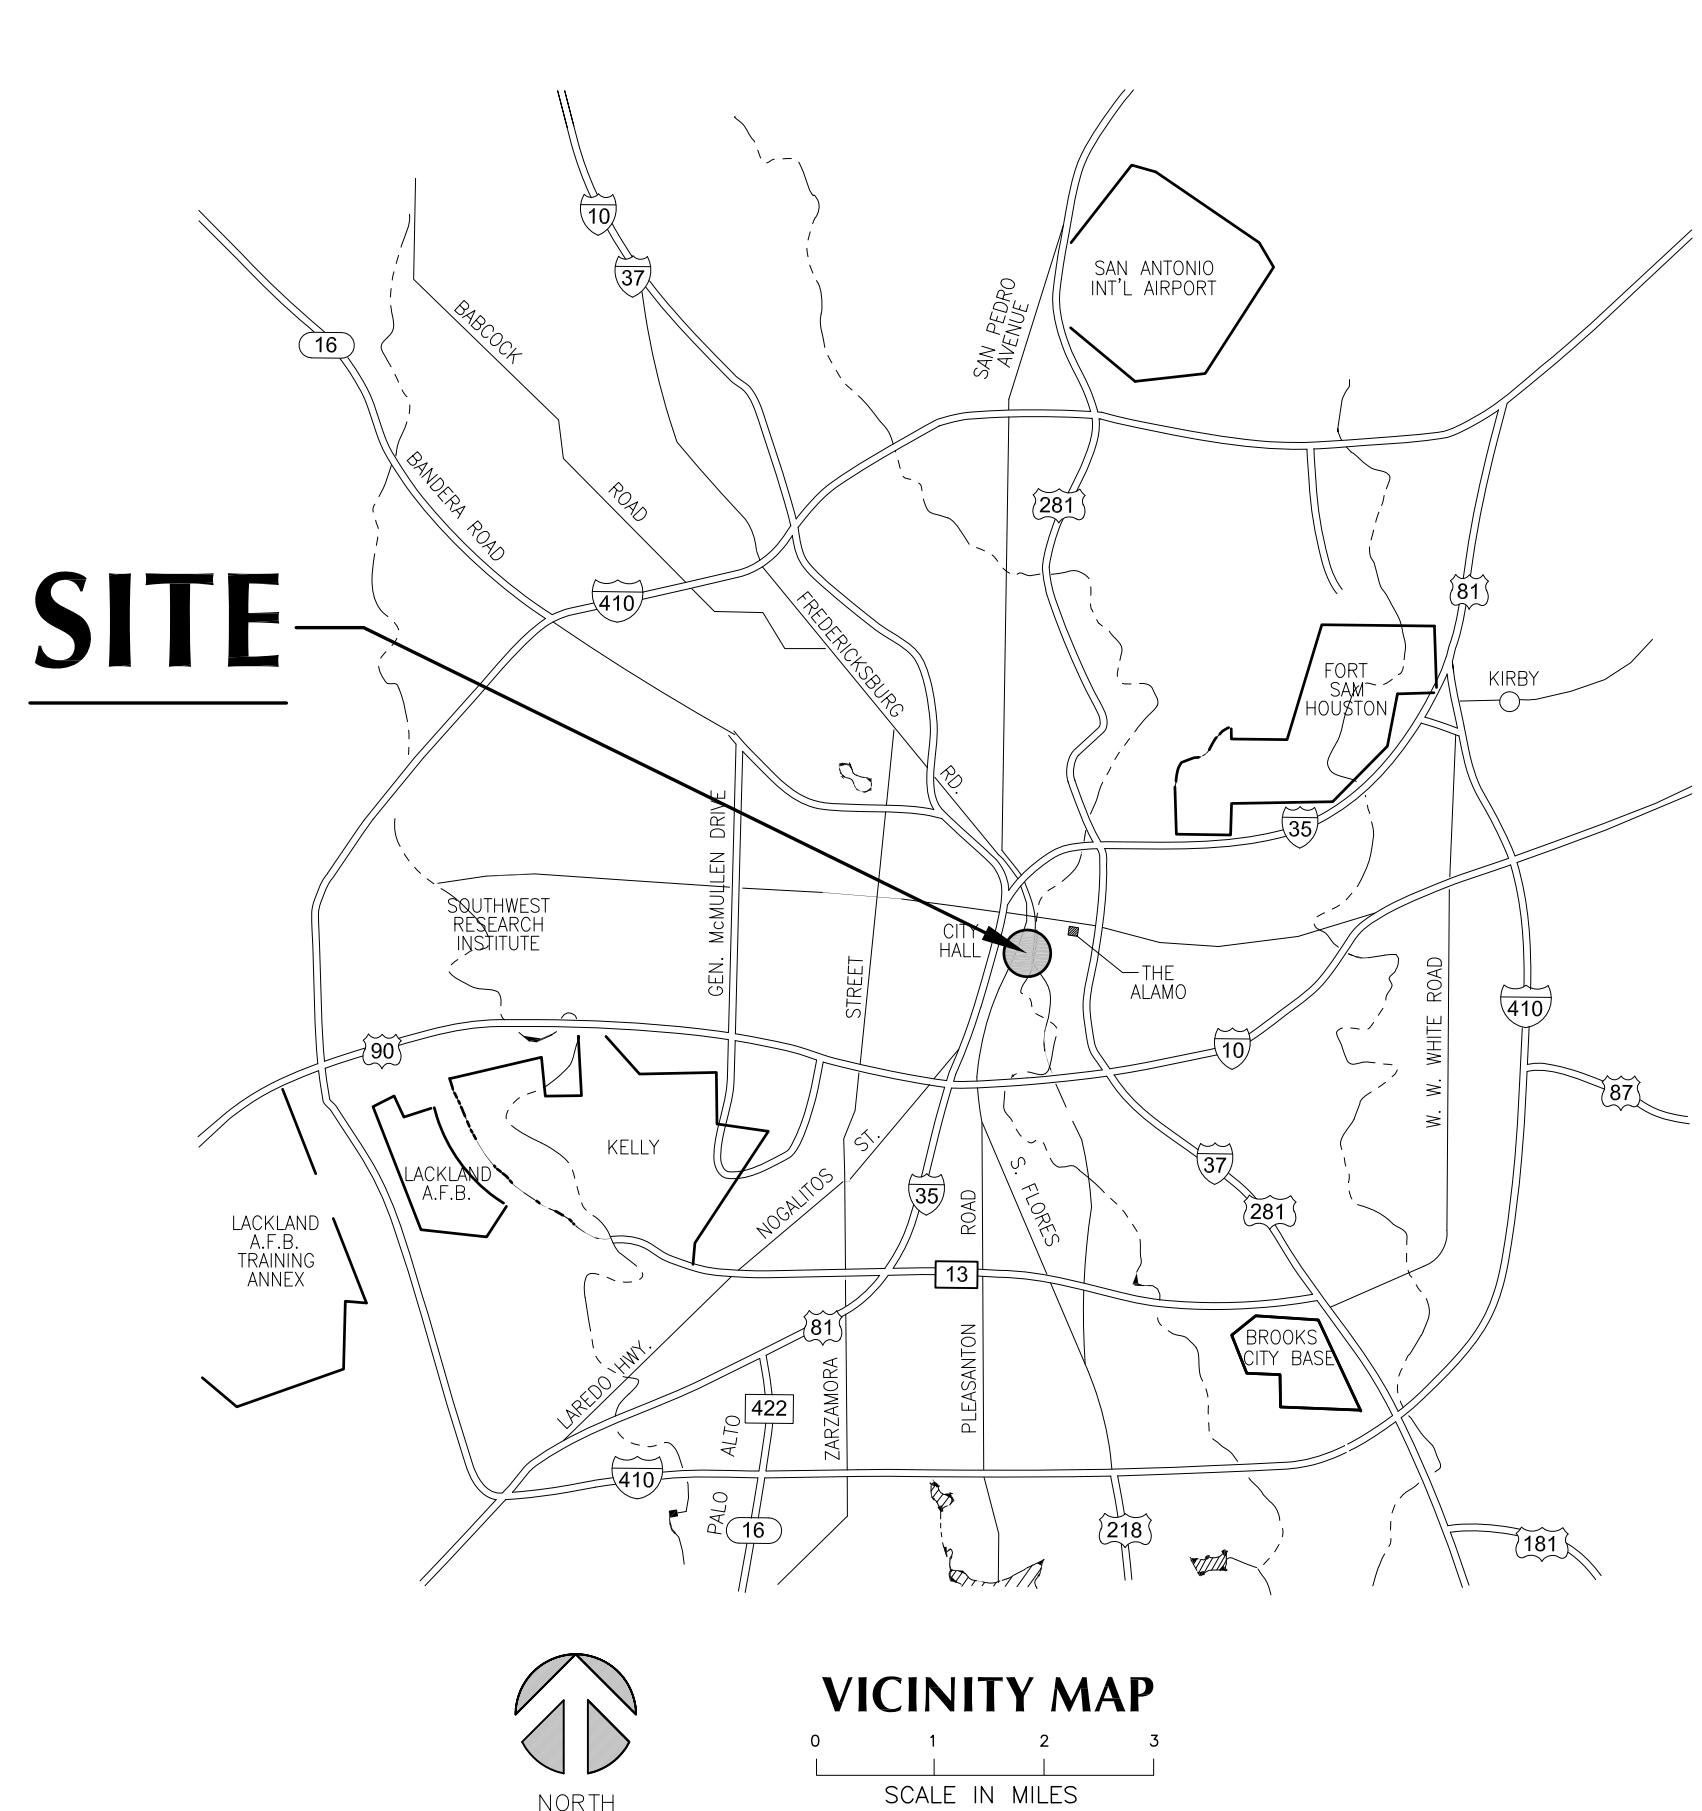 10
37
SAN ANTONIO
INT'L AIRPORT
SAN PEDRO
AVENUE
16
BABCOCK
ROAD
BANDERA ROAD
281
SITE
410
81
FREDERICKSBURG
RD.
FORT
SAM
HOUSTON
KIRBY
GEN. McMULLEN DRIVE
35
SOUTHWEST
RESEARCH
INSTITUTE
CITY
HALL
THE
ALAMO
STREET
W. W. WHITE ROAD
410
90
10
87
KELLY
LACKLAND
A.F.B.
NOGALITOS ST.
35
S. FLORES
37
281
LACKLAND
A.F.B.
TRAINING
ANNEX
ROAD
13
81
BROOKS
CITY BASE
LAREDO HWY.
ZARZAMORA
PLEASANTON
422
PALO ALTO
410
16
218
181
NORTH
VICINITY MAP
0 1 2 3
SCALE IN MILES